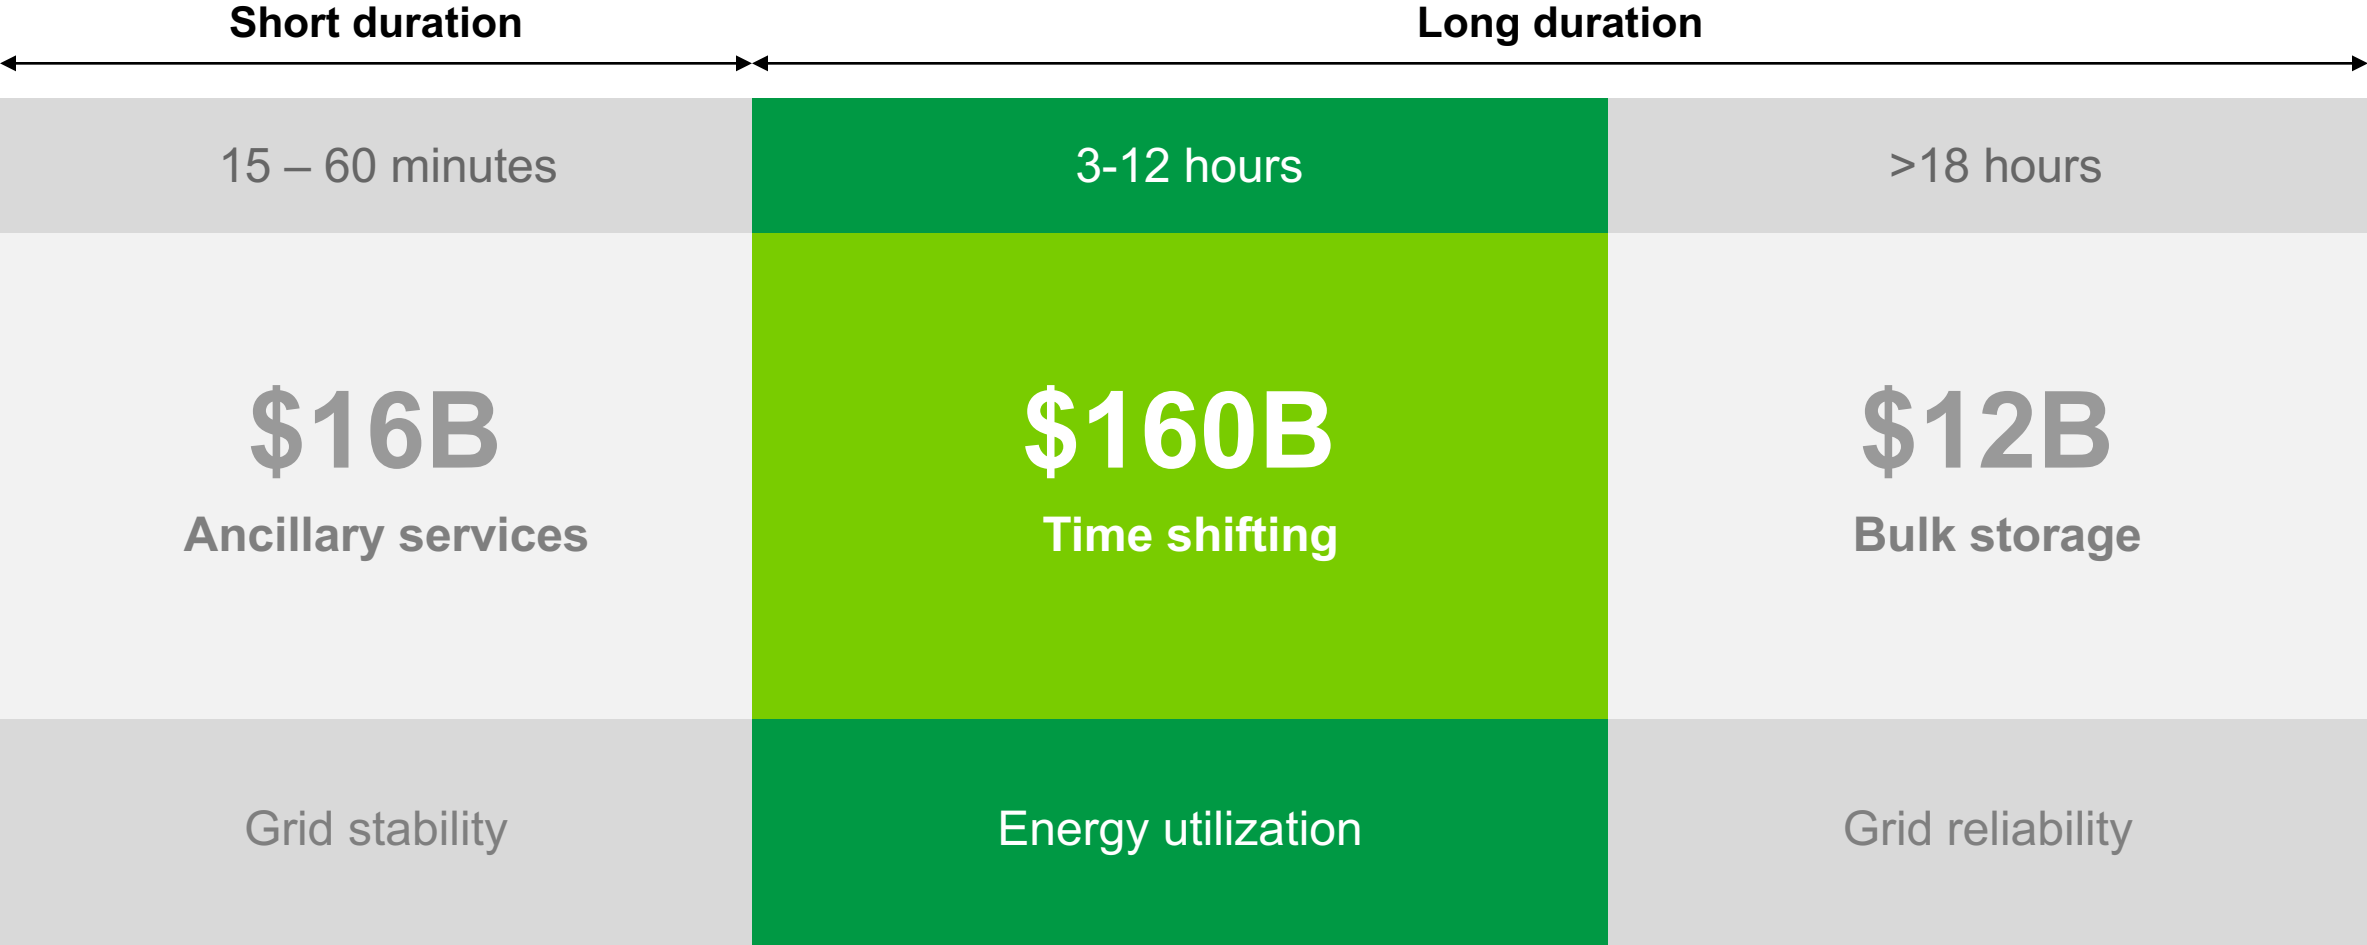 Short duration
Long duration
15 – 60 minutes
3-12 hours
>18 hours
$16B
$160B
$12B
Ancillary services
Time shifting
Bulk storage
Grid stability
Energy utilization
Grid reliability